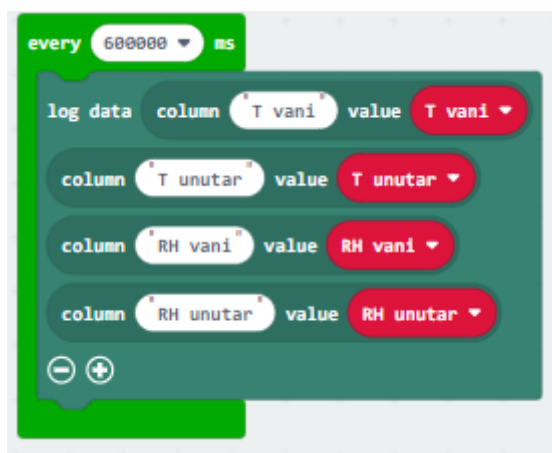 every 600000 ms
log data column "T vani" value T vani
column "T unutar" value T unutar
column "RH vani" value RH vani
column "RH unutar" value RH unutar